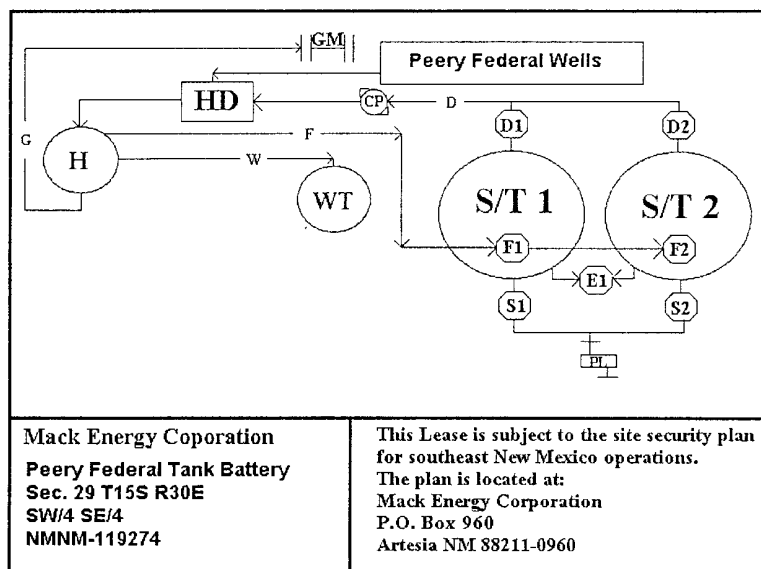 GM
Peery Federal Wells
HD
CP
D
G
D1
D2
F
H
W
WT
S/T 1
S/T 2
F1
F2
E1
S1
S2
PL
Mack Energy Coporation
Peery Federal Tank Battery
Sec. 29 T15S R30E
SW/4 SE/4
NMNM-119274
This Lease is subject to the site security plan
for southeast New Mexico operations.
The plan is located at:
Mack Energy Corporation
P.O. Box 960
Artesia NM 88211-0960